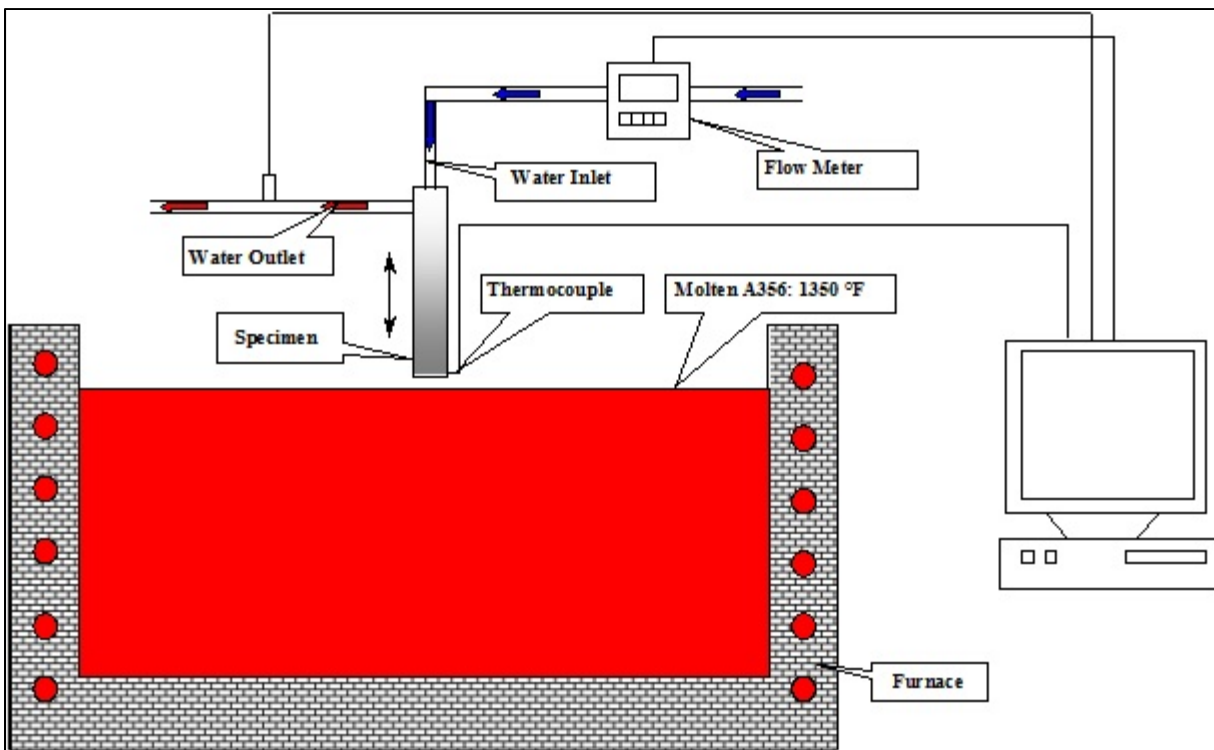 Flow Meter
Water Inlet
Water Outlet
Thermocouple
Molten A356: 1350 °F
Specimen
Furnace